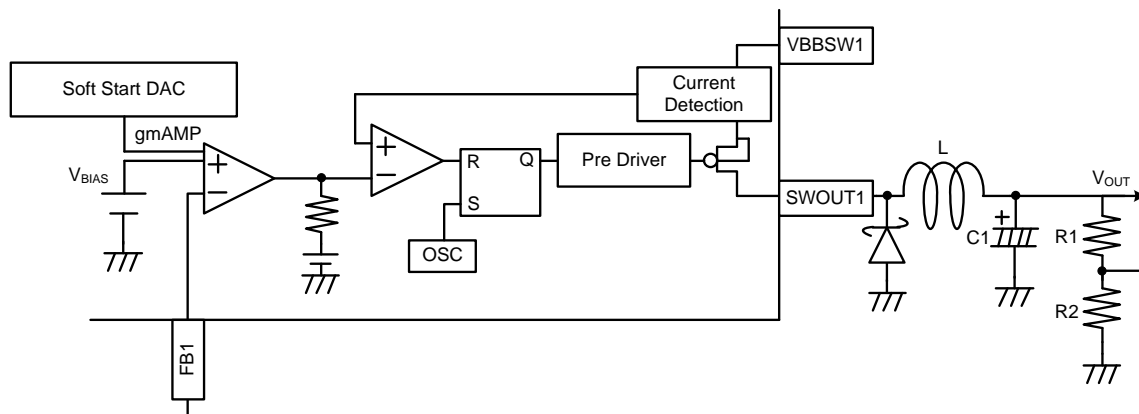 VBBSW1
Soft Start DAC
Current
Detection
gmAMP
L
VBIAS
+
−
+
−
R
Q
S
Pre Driver
SWOUT1
VOUT
+
C1
R1
OSC
R2
FB1